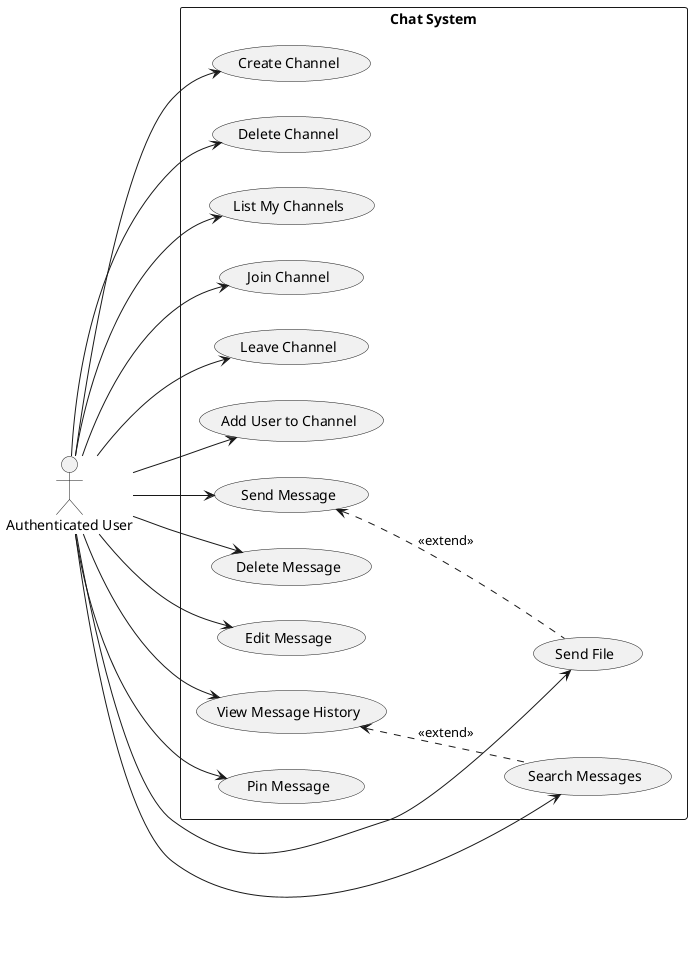 Chat System
Create Channel
Delete Channel
List My Channels
Join Channel
Leave Channel
Add User to Channel
Send Message
Authenticated User
«extend»
Delete Message
Edit Message
Send File
View Message History
«extend»
Search Messages
Pin Message